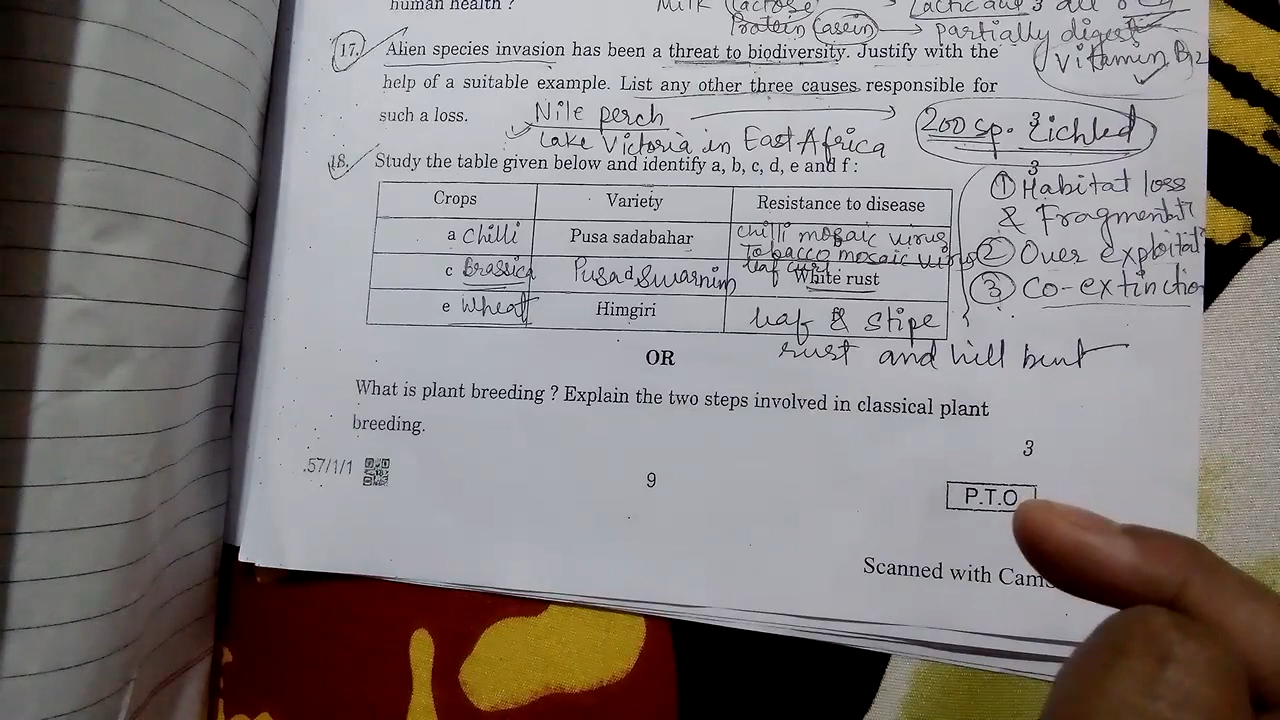 human health ?
Milk (Lactose) → Lactic acid
Protein (Casein) → Partially digest
Vitamin B12
17. Alien species invasion has been a threat to biodiversity. Justify with the
help of a suitable example. List any other three causes responsible for
such a loss.
3
Nile perch
Lake Victoria in East Africa
200 sp. Cichled
18. Study the table given below and identify a, b, c, d, e and f :
3
① Habitat loss
& Fragmentati
② Over exploitat
③ Co-extinction
Crops Variety Resistance to disease
a Chilli Pusa sadabahar chilli mosaic virus
Tobacco mosaic virus
leaf curl
c Brassica Pusa d Swarnim White rust
e Wheat Himgiri leaf & stipe
rust and hill bunt
OR
What is plant breeding ? Explain the two steps involved in classical plant
breeding.
3
.57/1/1
9
P.T.O
Scanned with Cam